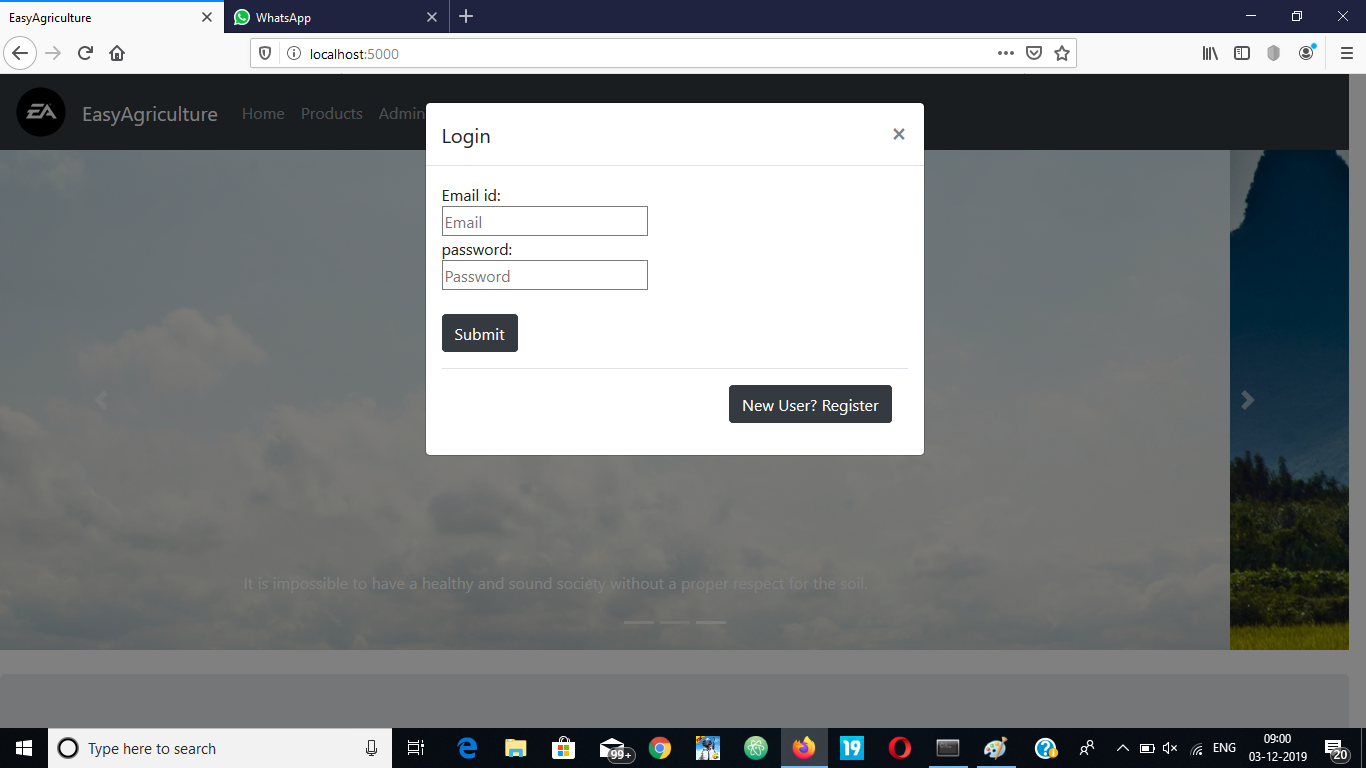 EasyAgriculture
WhatsApp
localhost:5000
EA
EasyAgriculture
Home
Products
Admin
Login
×
Email id:
Email
password:
Password
Submit
New User? Register
It is impossible to have a healthy and sound society without a proper respect for the soil.
Type here to search
99+
19
ENG
09:00
03-12-2019
20